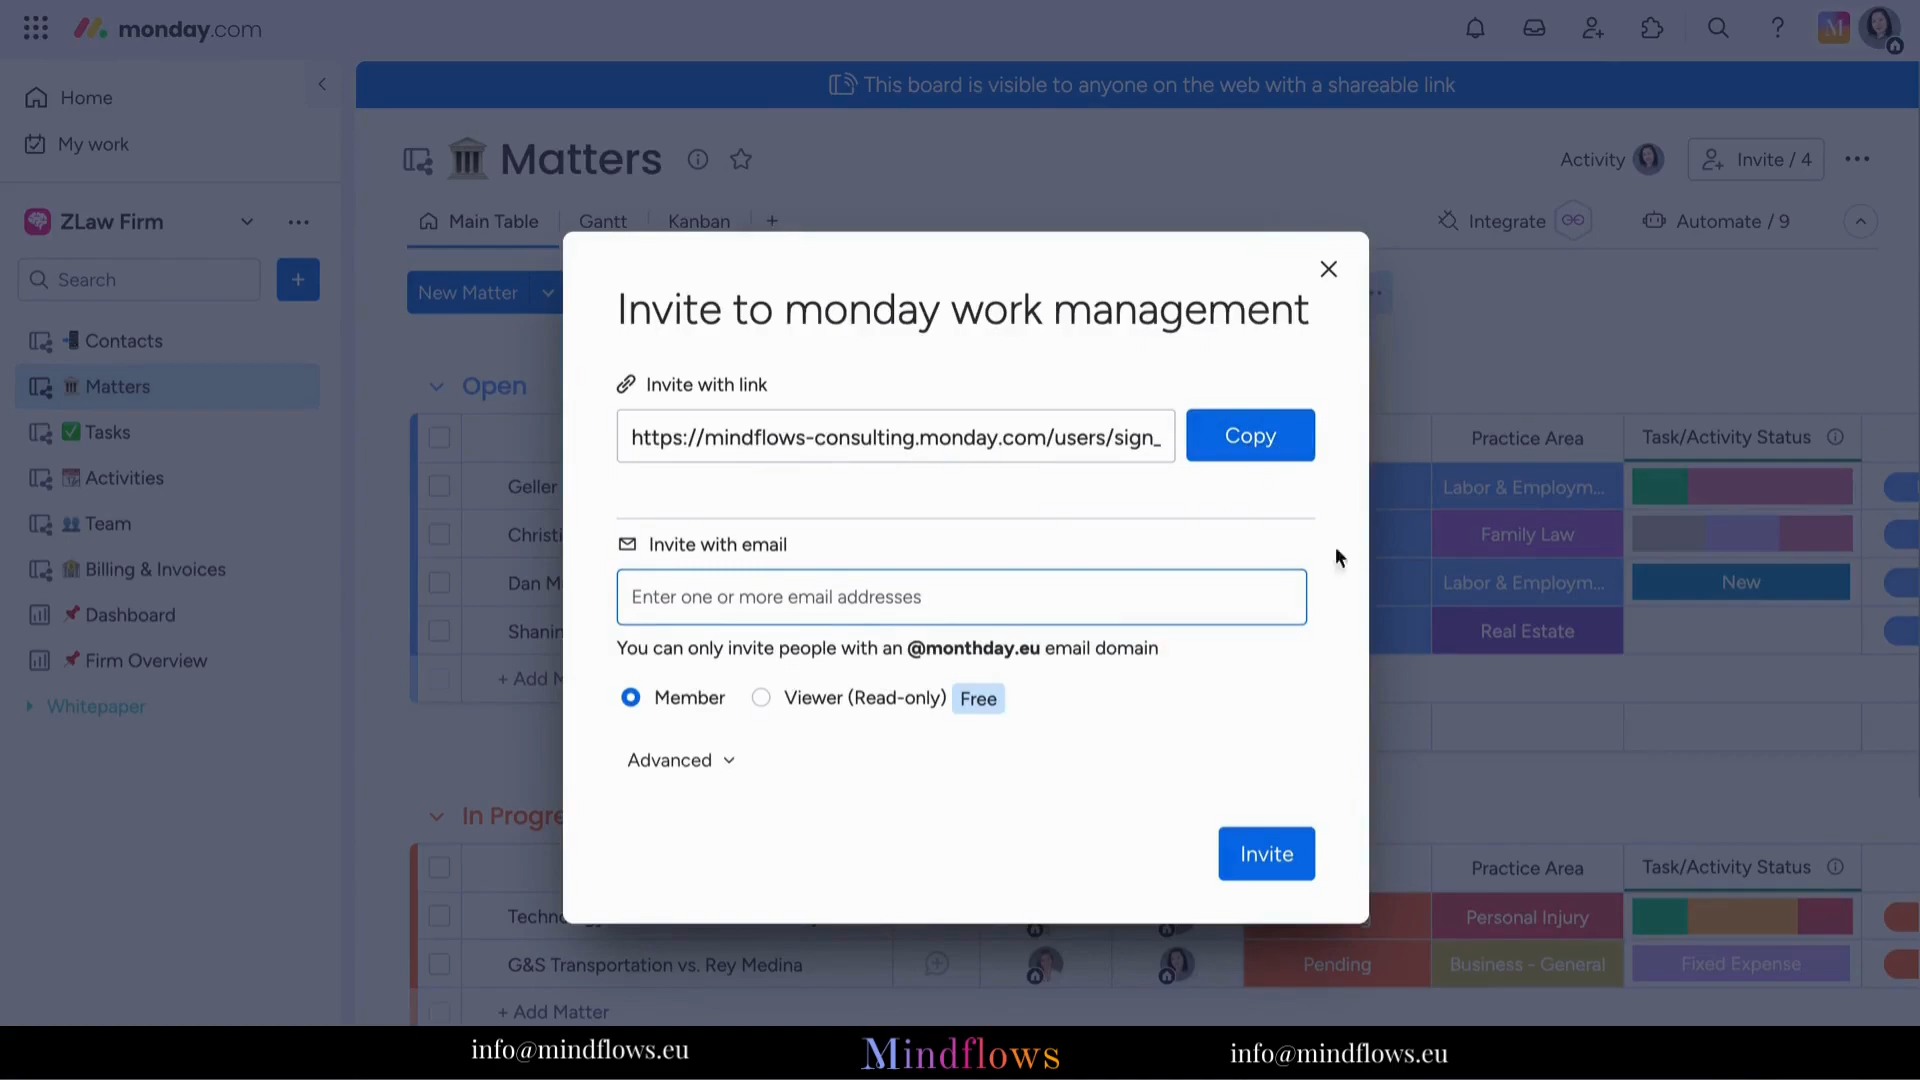 monday.com
Home
My work
ZLaw Firm
Search
+
Contacts
Matters
Tasks
Activities
Team
Billing & Invoices
Dashboard
Firm Overview
Whitepaper
This board is visible to anyone on the web with a shareable link
Matters
Activity
Invite / 4
Main Table
Gantt
Kanban
+
Integrate
Automate / 9
New Matter
Invite to monday work management
Invite with link
https://mindflows-consulting.monday.com/users/sign_
Copy
Invite with email
Enter one or more email addresses
You can only invite people with an @monthday.eu email domain
Member
Viewer (Read-only) Free
Advanced
Invite
Open
Practice Area
Task/Activity Status
Geller
Labor & Employm...
Christi
Family Law
Dan M
Labor & Employm...
New
Shanin
Real Estate
+ Add M
In Progre
Practice Area
Task/Activity Status
Techn
Personal Injury
G&S Transportation vs. Rey Medina
Pending
Business - General
Fixed Expense
+ Add Matter
info@mindflows.eu
Mindflows
info@mindflows.eu